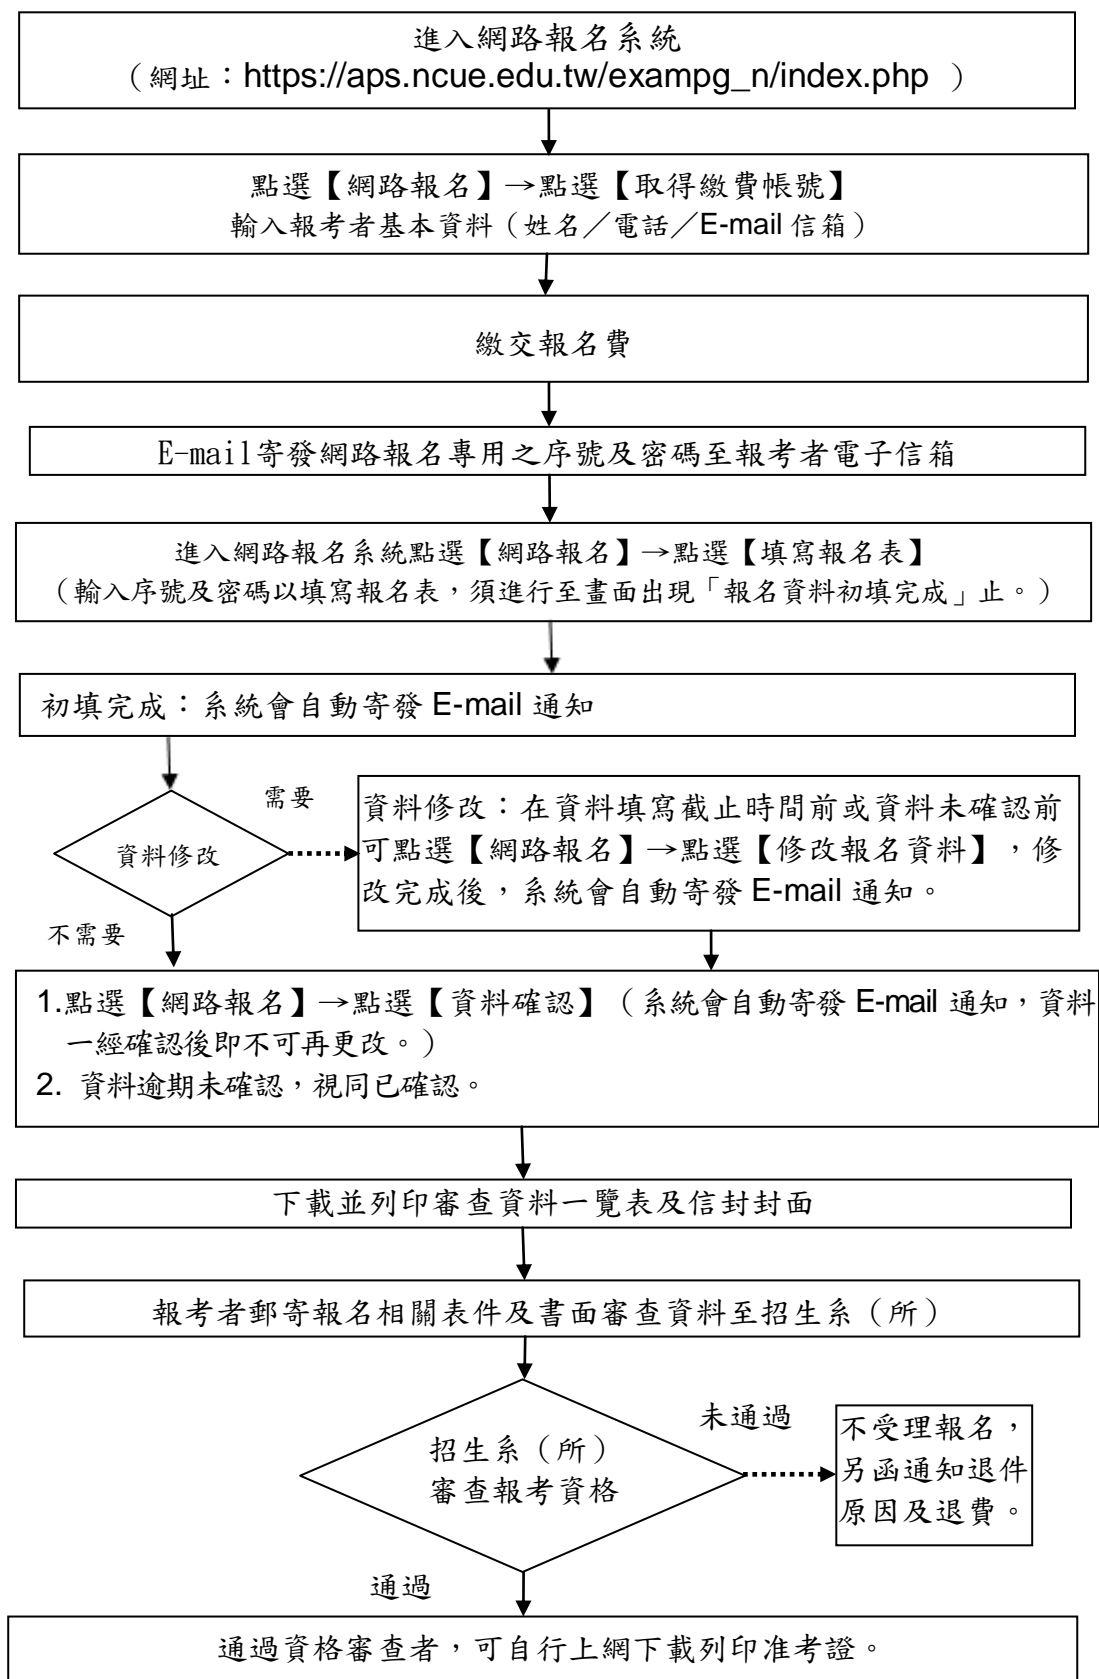 進入網路報名系統
（網址：https://aps.ncue.edu.tw/exampg_n/index.php ）
點選【網路報名】→點選【取得繳費帳號】
輸入報考者基本資料（姓名／電話／E-mail 信箱）
繳交報名費
E-mail寄發網路報名專用之序號及密碼至報考者電子信箱
進入網路報名系統點選【網路報名】→點選【填寫報名表】
（輸入序號及密碼以填寫報名表，須進行至畫面出現「報名資料初填完成」止。）
初填完成：系統會自動寄發 E-mail 通知
資料修改
需要
資料修改：在資料填寫截止時間前或資料未確認前
可點選【網路報名】→點選【修改報名資料】，修
改完成後，系統會自動寄發 E-mail 通知。
不需要
1.點選【網路報名】→點選【資料確認】（系統會自動寄發 E-mail 通知，資料
一經確認後即不可再更改。）
2. 資料逾期未確認，視同已確認。
下載並列印審查資料一覽表及信封封面
報考者郵寄報名相關表件及書面審查資料至招生系（所）
招生系（所）
審查報考資格
未通過
不受理報名，
另函通知退件
原因及退費。
通過
通過資格審查者，可自行上網下載列印准考證。